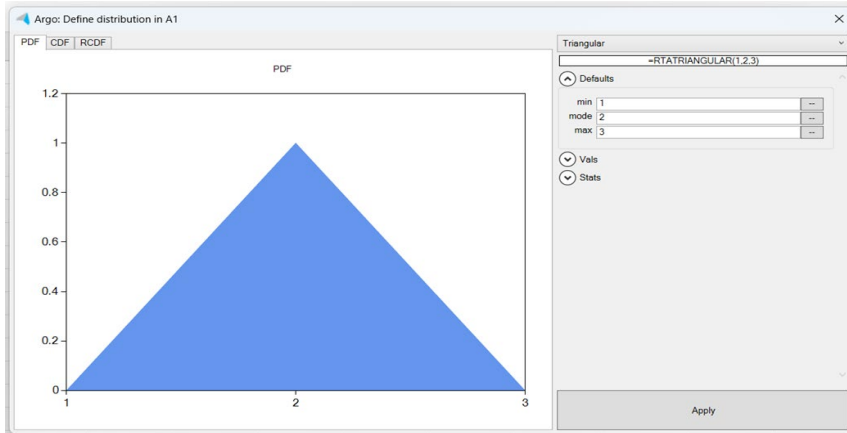 Argo: Define distribution in A1
PDF CDF RCDF
PDF
1.2
1
0.8
0.6
0.4
0.2
0
1 2 3
Triangular
=RTATRIANGULAR(1,2,3)
Defaults
min 1 --
mode 2 --
max 3 --
Vals
Stats
Apply